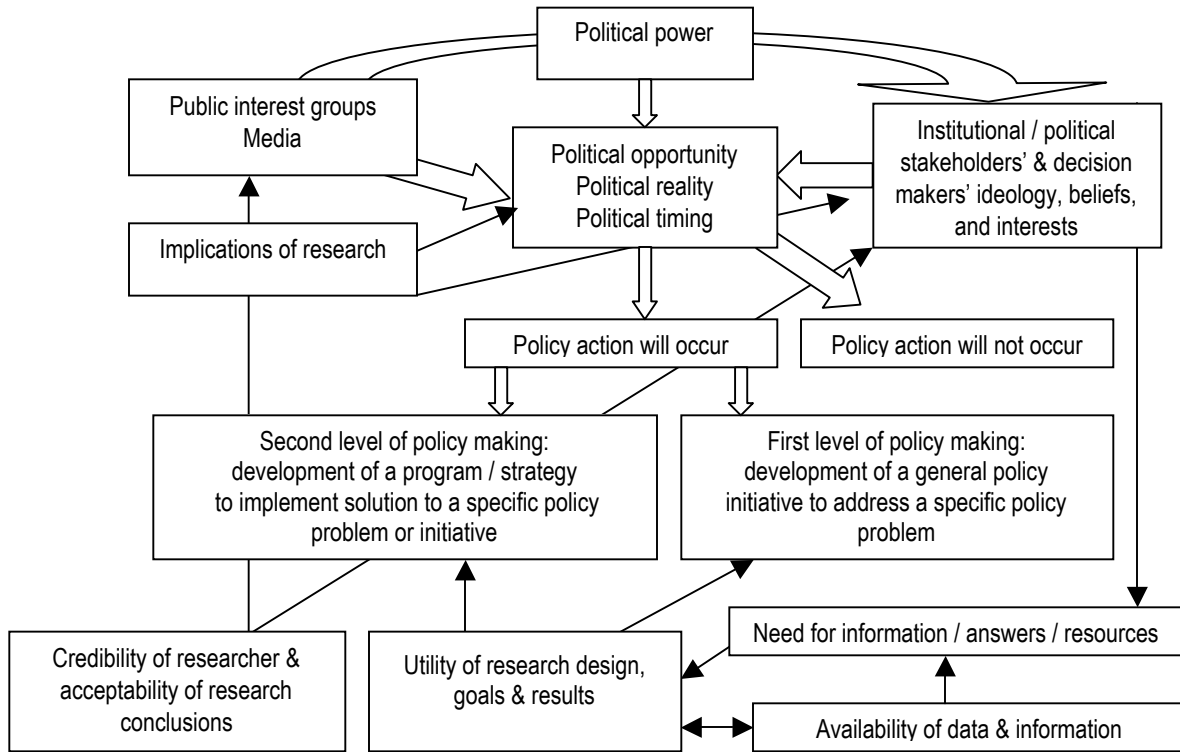 Political power
Public interest groups
Media
Political opportunity
Political reality
Political timing
Institutional / political
stakeholders’ & decision
makers’ ideology, beliefs,
and interests
Implications of research
Policy action will occur
Policy action will not occur
Second level of policy making:
development of a program / strategy
to implement solution to a specific policy
problem or initiative
First level of policy making:
development of a general policy
initiative to address a specific policy
problem
Credibility of researcher &
acceptability of research
conclusions
Utility of research design,
goals & results
Need for information / answers / resources
Availability of data & information